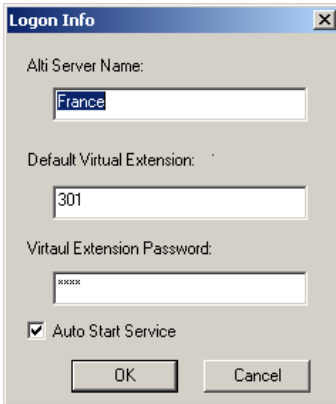 Logon Info
Alti Server Name:
France
Default Virtual Extension:
301
Virtaul Extension Password:
****
Auto Start Service
OK Cancel